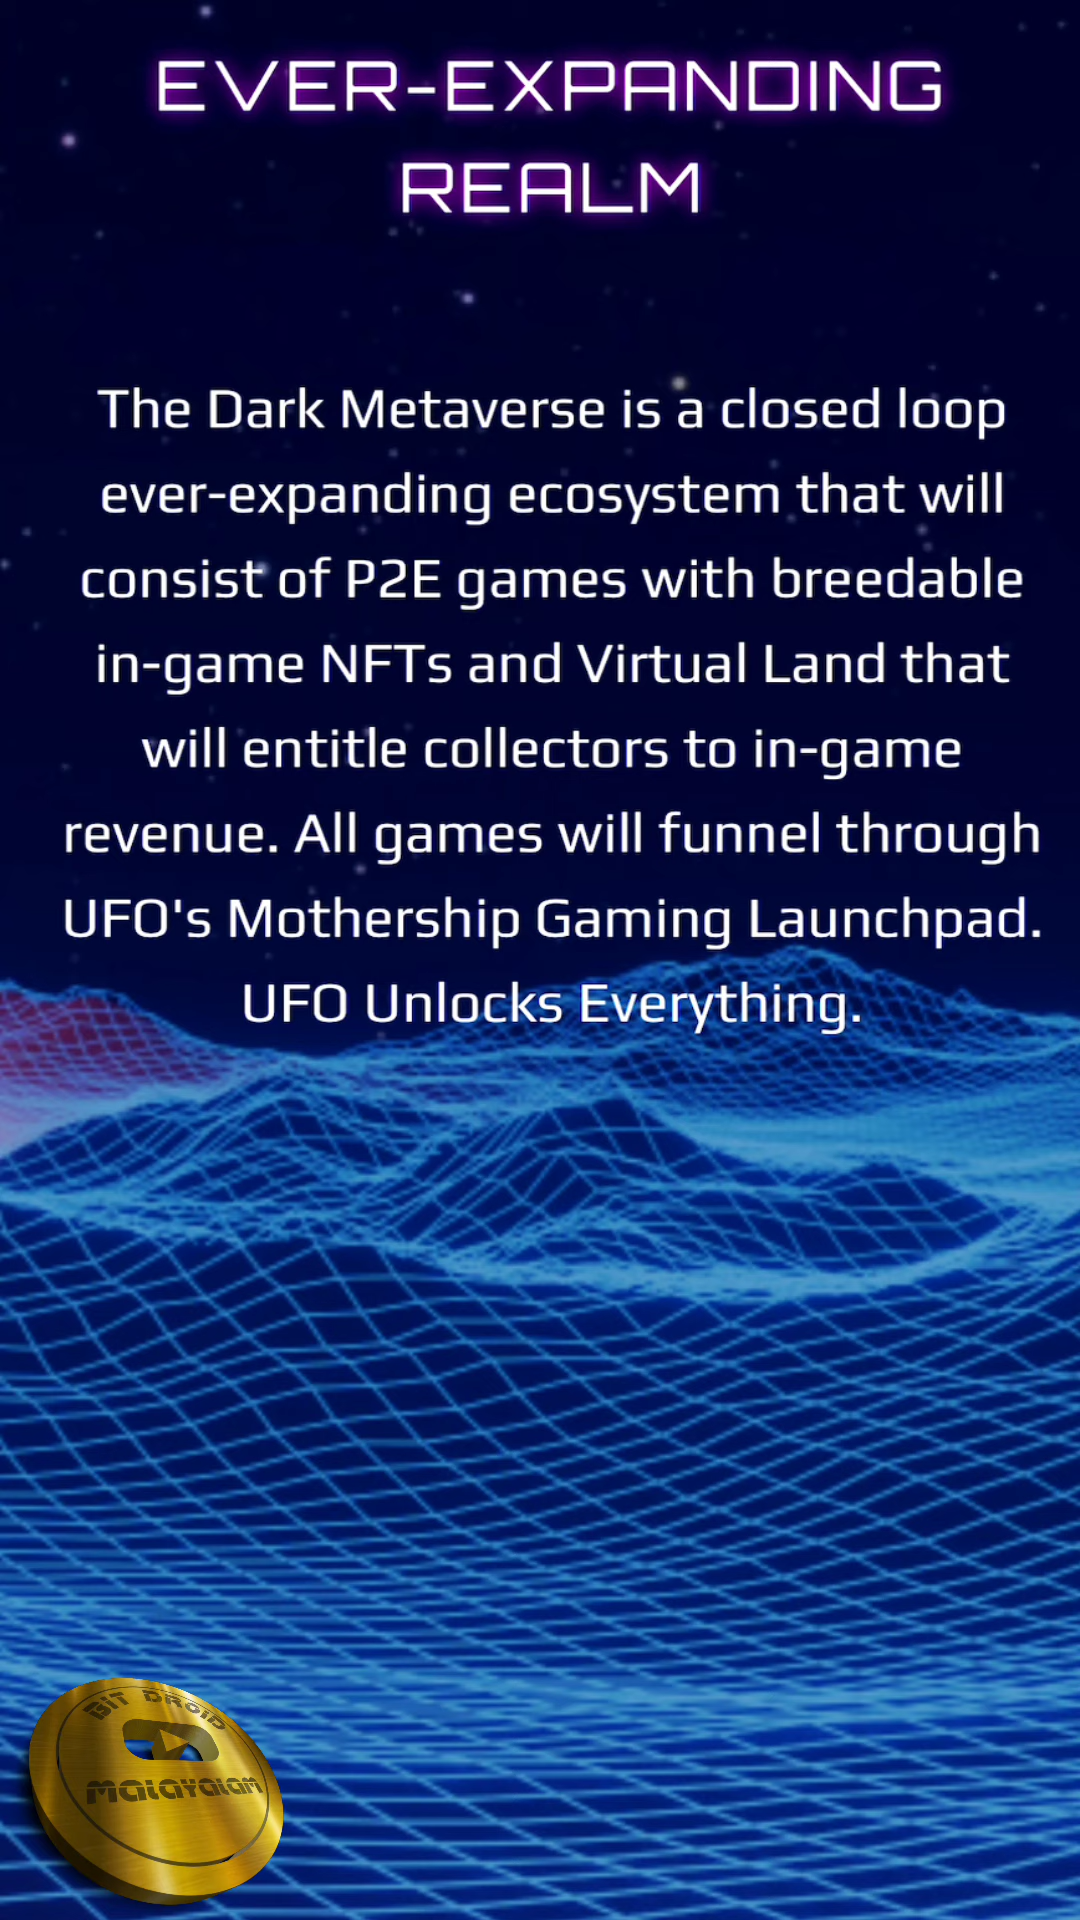 EVER-EXPANDING
REALM
The Dark Metaverse is a closed loop
ever-expanding ecosystem that will
consist of P2E games with breedable
in-game NFTs and Virtual Land that
will entitle collectors to in-game
revenue. All games will funnel through
UFO's Mothership Gaming Launchpad.
UFO Unlocks Everything.
BiT DROiD
MALAYALAM